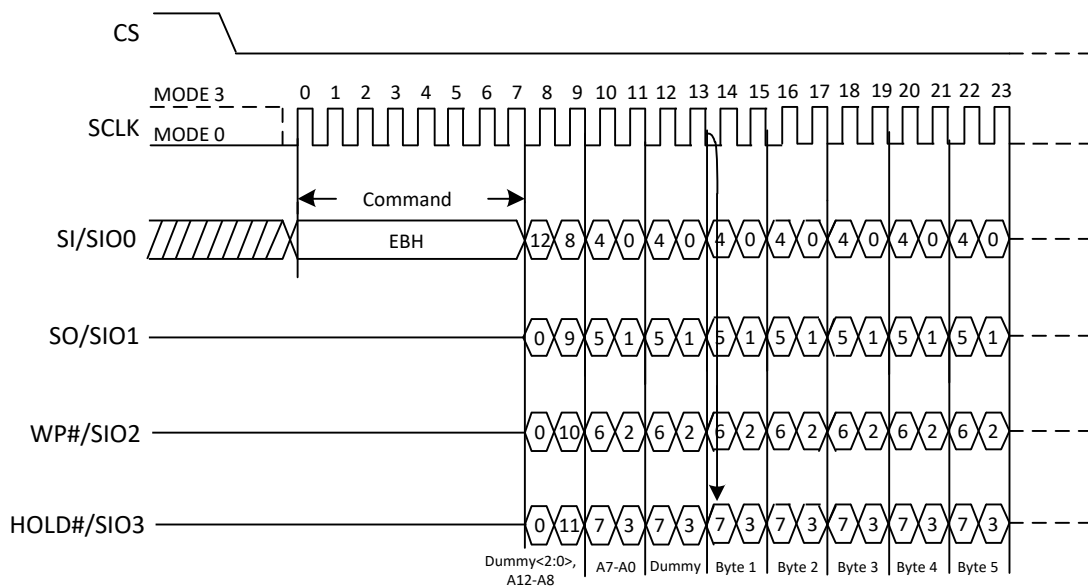 CS
MODE 3
0 1 2 3 4 5 6 7 8 9 10 11 12 13 14 15 16 17 18 19 20 21 22 23
SCLK
MODE 0
Command
SI/SIO0
EBH
12 8 4 0 4 0 4 0 4 0 4 0 4 0 4 0
SO/SIO1
0 9 5 1 5 1 5 1 5 1 5 1 5 1 5 1
WP#/SIO2
0 10 6 2 6 2 6 2 6 2 6 2 6 2 6 2
HOLD#/SIO3
0 11 7 3 7 3 7 3 7 3 7 3 7 3 7 3
Dummy<2:0>,
A12-A8
A7-A0
Dummy
Byte 1
Byte 2
Byte 3
Byte 4
Byte 5